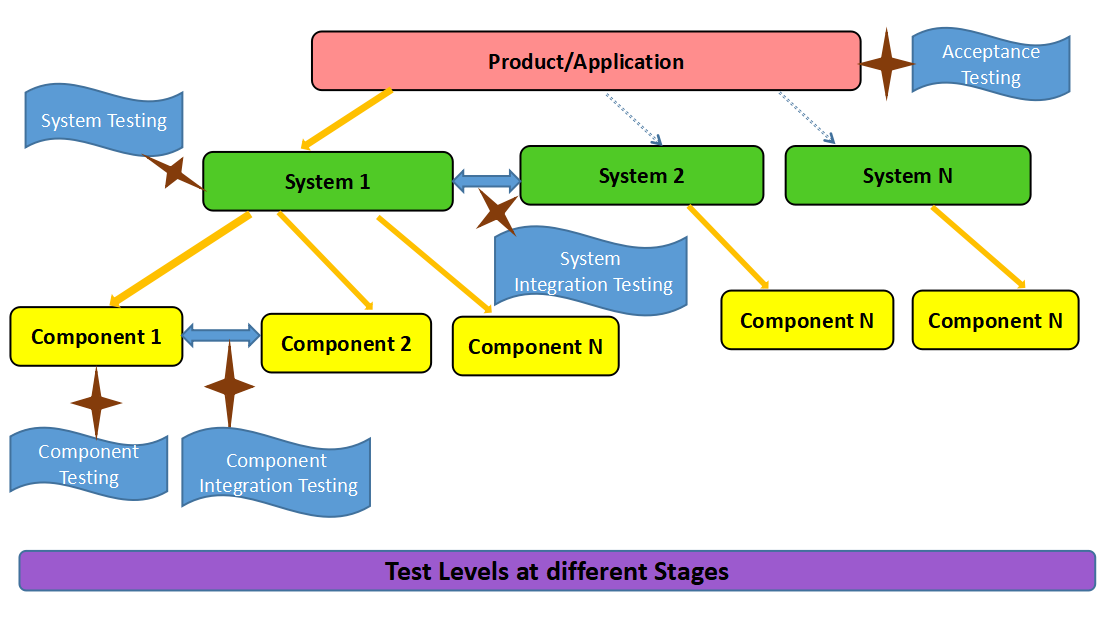 Product/Application
Acceptance
Testing
System Testing
System 1
System 2
System N
System
Integration Testing
Component 1
Component 2
Component N
Component N
Component N
Component
Testing
Component
Integration Testing
Test Levels at different Stages